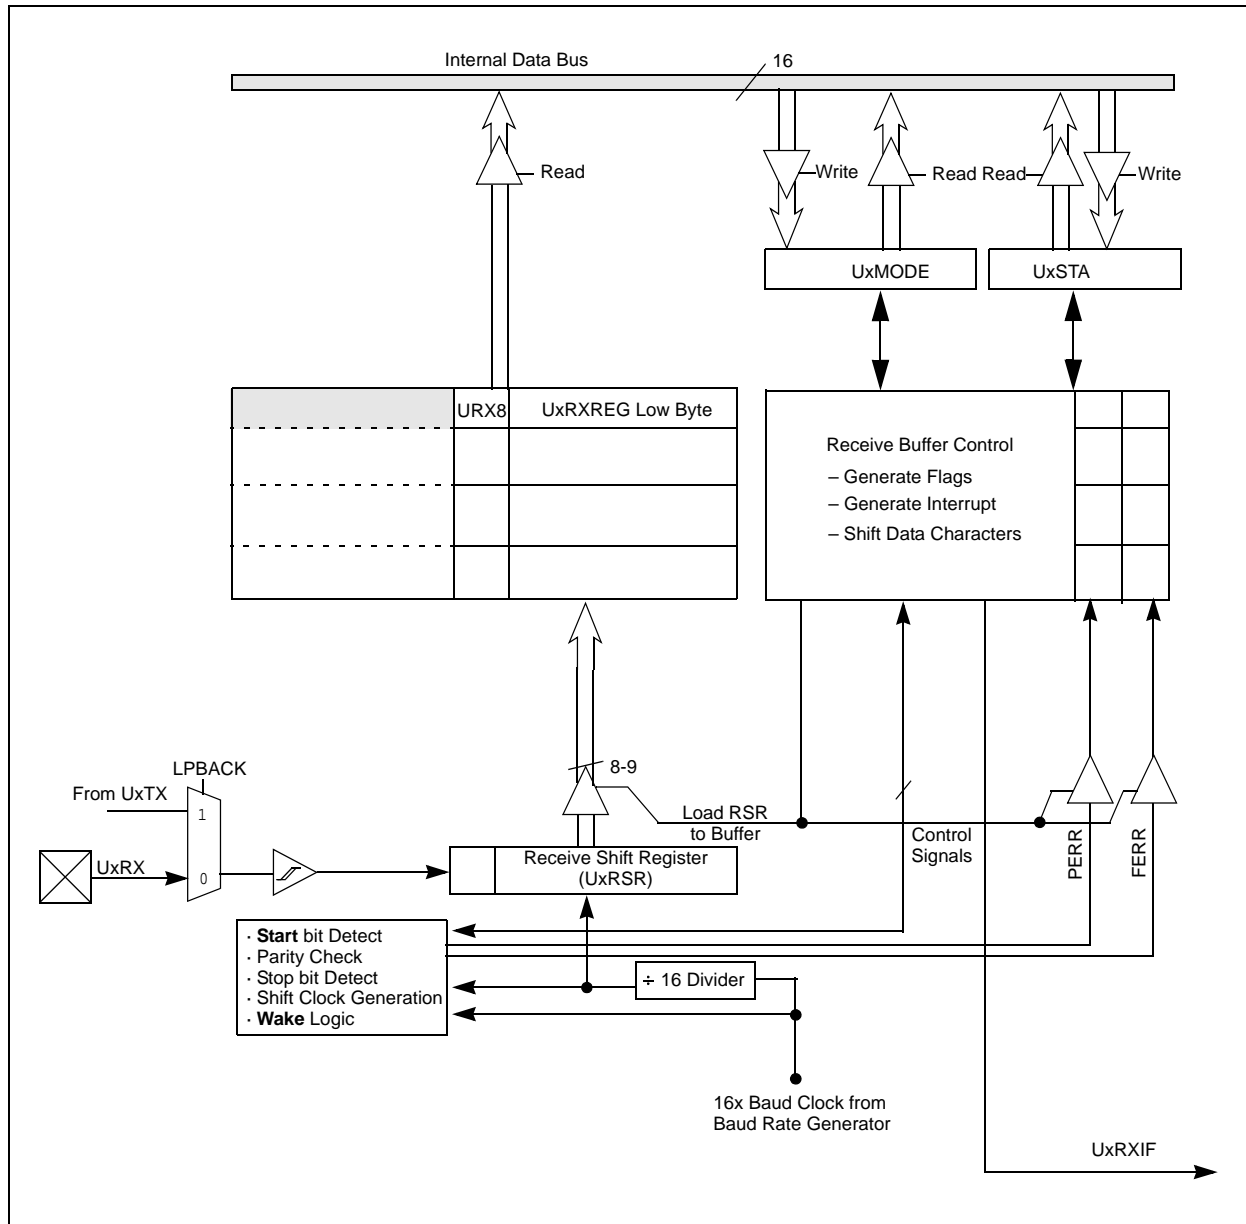 Internal Data Bus
16
Read
Write
Read Read
Write
UxMODE
UxSTA
URX8
UxRXREG Low Byte
Receive Buffer Control
– Generate Flags
– Generate Interrupt
– Shift Data Characters
8-9
LPBACK
From UxTX
1
Load RSR
to Buffer
Control
Signals
PERR
FERR
UxRX
0
Receive Shift Register
(UxRSR)
· Start bit Detect
· Parity Check
· Stop bit Detect
· Shift Clock Generation
· Wake Logic
÷ 16 Divider
16x Baud Clock from
Baud Rate Generator
UxRXIF